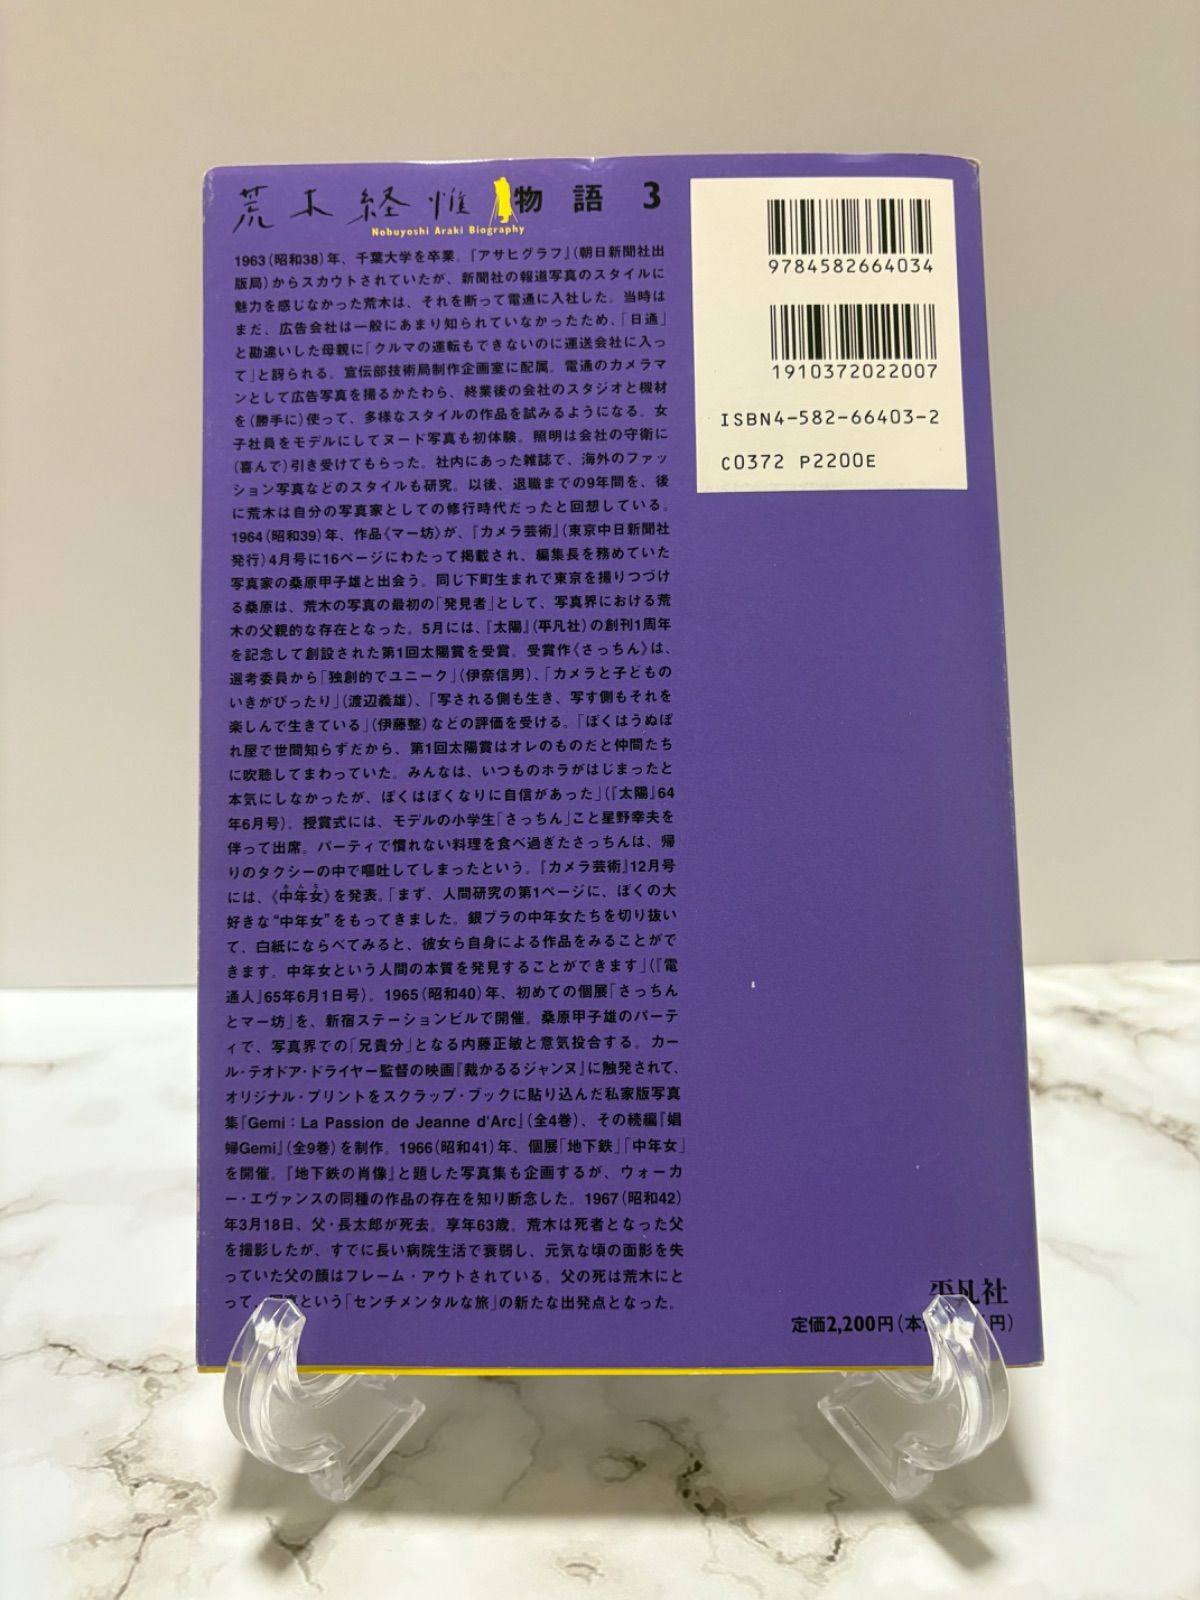 荒木経惟 物語 3
Nobuyoshi Araki Biography
1963(昭和38)年、千葉大学を卒業。『アサヒグラフ』(朝日新聞社出
版局)からスカウトされていたが、新聞社の報道写真のスタイルに
魅力を感じなかった荒木は、それを断って電通に入社した。当時は
まだ、広告会社は一般にあまり知られていなかったため、「日通」
と勘違いした母親に「クルマの運転もできないのに運送会社に入っ
て」と訝られる。宣伝部技術局制作企画室に配属。電通のカメラマ
ンとして広告写真を撮るかたわら、終業後の会社のスタジオと機材
を(勝手に)使って、多様なスタイルの作品を試みるようになる。女
子社員をモデルにしてヌード写真も初体験。照明は会社の守衛に
(喜んで)引き受けてもらった。社内にあった雑誌で、海外のファッ
ション写真などのスタイルも研究。以後、退職までの9年間を、後
に荒木は自分の写真家としての修行時代だったと回想している。
1964(昭和39)年、作品《マー坊》が、『カメラ芸術』(東京中日新聞社
発行)4月号に16ページにわたって掲載され、編集長を務めていた
写真家の桑原甲子雄と出会う。同じ下町生まれで東京を撮りつづけ
る桑原は、荒木の写真の最初の「発見者」として、写真界における荒
木の父親的な存在となった。5月には、『太陽』(平凡社)の創刊1周年
を記念して創設された第1回太陽賞を受賞。受賞作《さっちん》は、
選考委員から「独創的でユニーク」(伊奈信男)、「カメラと子どもの
いきがぴったり」(渡辺義雄)、「写される側も生き、写す側もそれを
楽しんで生きている」(伊藤整)などの評価を受ける。「ぼくはうぬぼ
れ屋で世間知らずだから、第1回太陽賞はオレのものだと仲間たち
に吹聴してまわっていた。みんなは、いつものホラがはじまったと
本気にしなかったが、ぼくはぼくなりに自信があった」(『太陽』64
年6月号)。授賞式には、モデルの小学生「さっちん」こと星野幸夫を
伴って出席。パーティで慣れない料理を食べ過ぎたさっちんは、帰
りのタクシーの中で嘔吐してしまったという。『カメラ芸術』12月号
には、《中年女》を発表。「まず、人間研究の第1ページに、ぼくの大
好きな“中年女”をもってきました。銀ブラの中年女たちを切り抜い
て、白紙にならべてみると、彼女ら自身による作品をみることがで
きます。中年女という人間の本質を発見することができます」(『電
通人』65年6月1日号)。1965(昭和40)年、初めての個展「さっちん
とマー坊」を、新宿ステーションビルで開催。桑原甲子雄のパーテ
ィで、写真界での「兄貴分」となる内藤正敏と意気投合する。カー
ル・テオドア・ドライヤー監督の映画『裁かるるジャンヌ』に触発されて、
オリジナル・プリントをスクラップ・ブックに貼り込んだ私家版写真
集『Gemi：La Passion de Jeanne d'Arc』(全4巻)、その続編『娼
婦Gemi』(全9巻)を制作。1966(昭和41)年、個展「地下鉄」「中年女」
を開催。『地下鉄の肖像』と題した写真集も企画するが、ウォーカ
ー・エヴァンスの同種の作品の存在を知り断念した。1967(昭和42)
年3月18日、父・長太郎が死去。享年63歳。荒木は死者となった父
を撮影したが、すでに長い病院生活で衰弱し、元気な頃の面影を失
っていた父の顔はフレーム・アウトされている。父の死は荒木にと
って、 真という「センチメンタルな旅」の新たな出発点となった。
9784582664034
1910372022007
ISBN4-582-66403-2
C0372 P2200E
平凡社
定価2,200円(本 円)